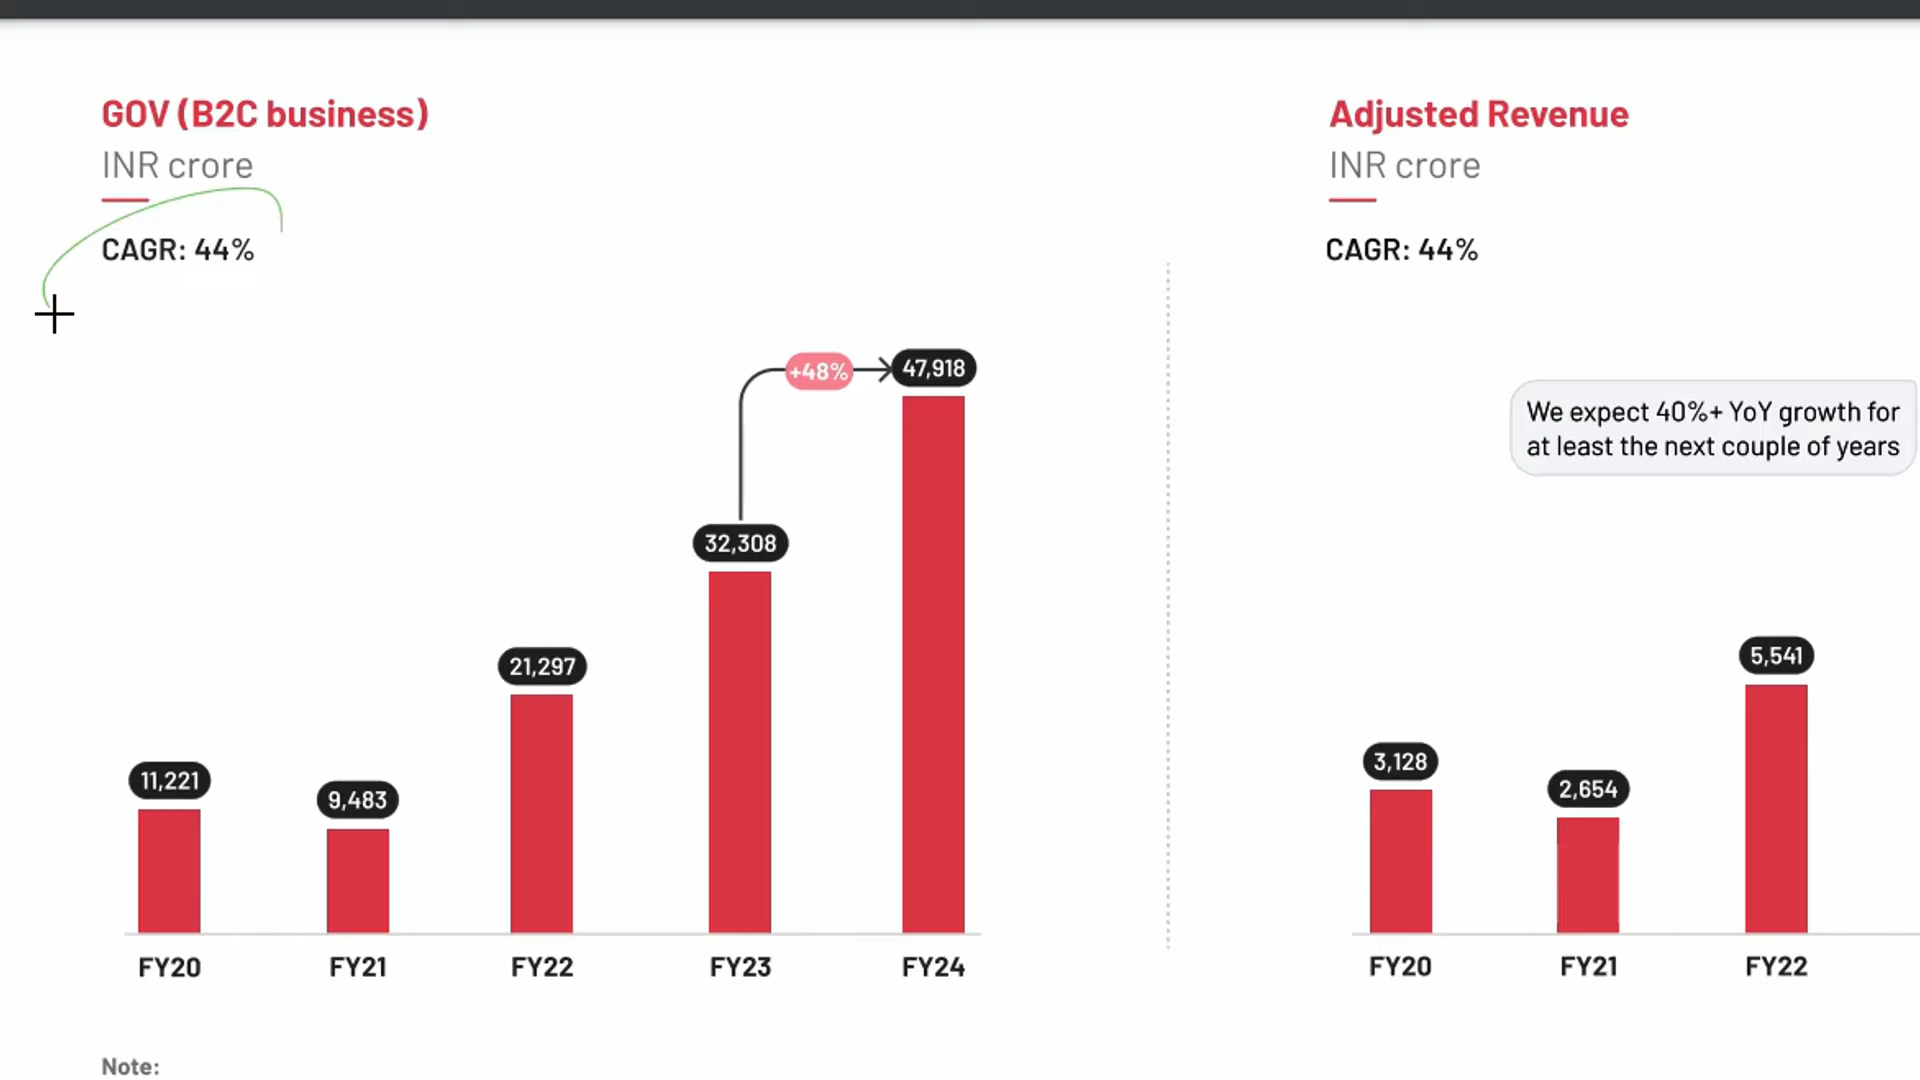 GOV (B2C business)
INR crore
CAGR: 44%
+48%
47,918
32,308
21,297
11,221
9,483
FY20 FY21 FY22 FY23 FY24
Note:
Adjusted Revenue
INR crore
CAGR: 44%
We expect 40%+ YoY growth for
at least the next couple of years
5,541
3,128
2,654
FY20 FY21 FY22